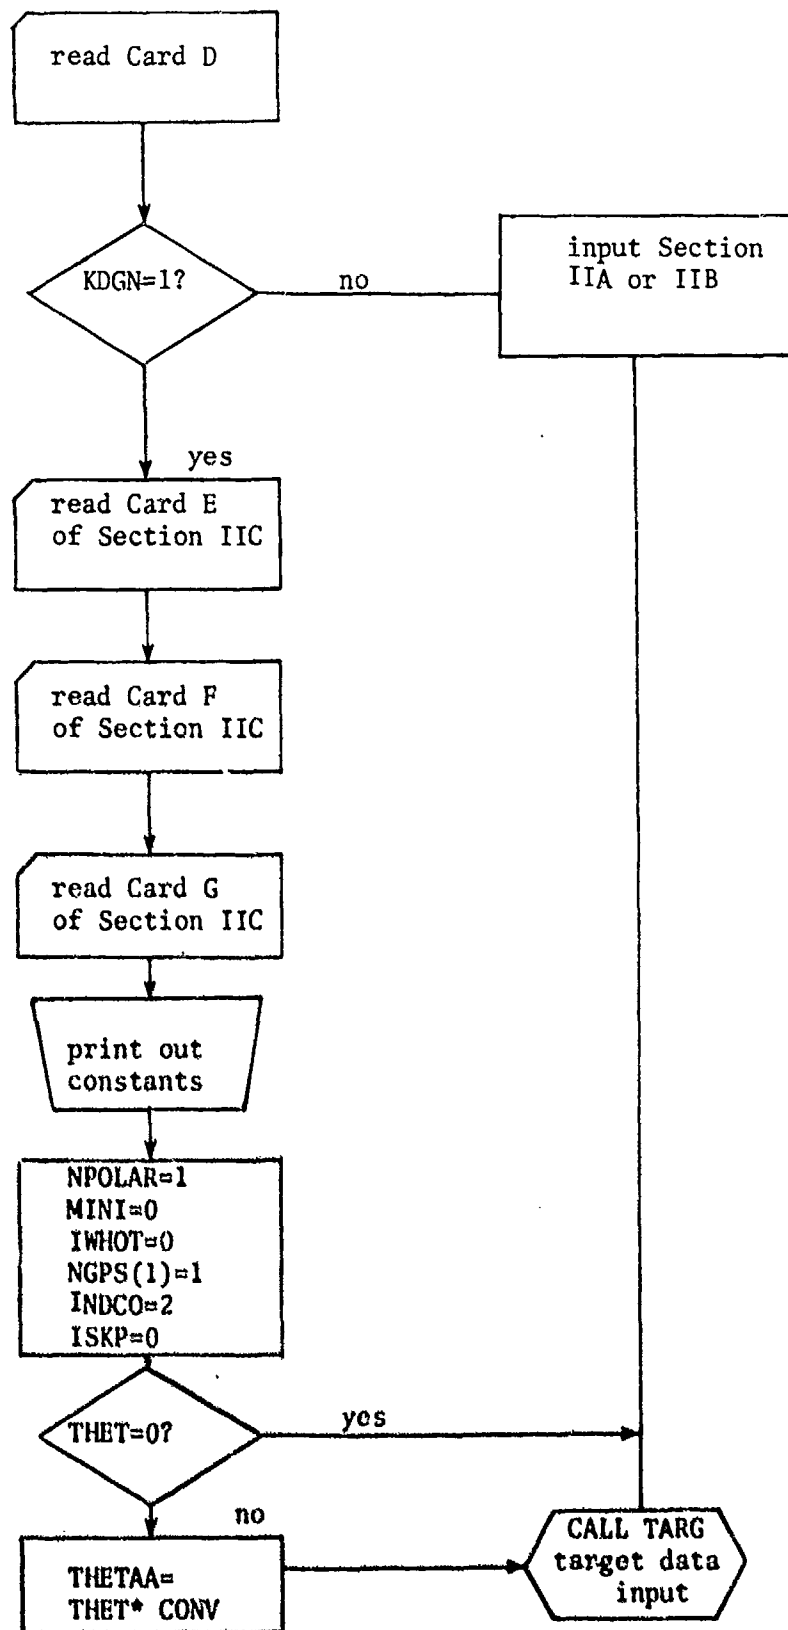 read Card D
KDGN=1?
no
input Section
IIA or IIB
yes
read Card E
of Section IIC
read Card F
of Section IIC
read Card G
of Section IIC
print out
constants
NPOLAR=1
MINI=0
IWHOT=0
NGPS(1)=1
INDCO=2
ISKP=0
THET=0?
yes
no
CALL TARG
target data
input
THETAA=
THET* CONV